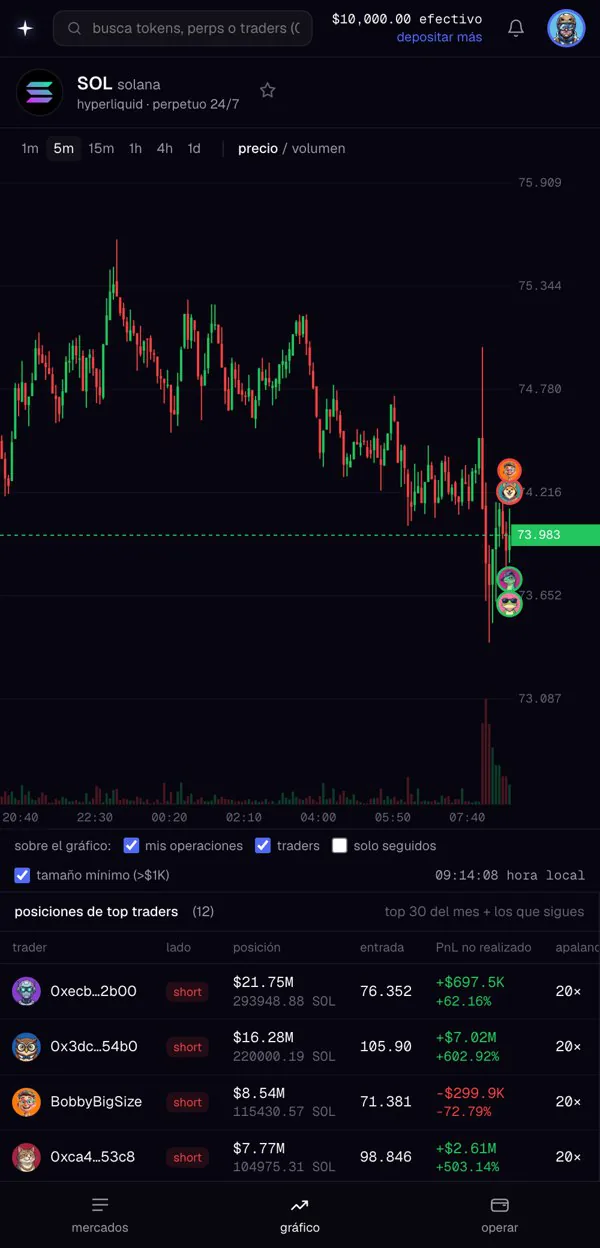 $10,000.00 efectivo
busca tokens, perps o traders ((
depositar más
SOL solana
hyperliquid · perpetuo 24/7
1m 5m 15m 1h 4h 1d precio / volumen
75.909
75.344
74.780
74.216
73.983
73.652
73.087
20:40 22:30 00:20 02:10 04:00 05:50 07:40
sobre el gráfico: mis operaciones traders solo seguidos
tamaño mínimo (>$1K) 09:14:08 hora local
posiciones de top traders (12) top 30 del mes + los que sigues
trader lado posición entrada PnL no realizado apalanc
0xecb…2b00 short $21.75M 76.352 +$697.5K 20×
293948.88 SOL +62.16%
0x3dc…54b0 short $16.28M 105.90 +$7.02M 20×
220000.19 SOL +602.92%
BobbyBigSize short $8.54M 71.381 -$299.9K 20×
115430.57 SOL -72.79%
0xca4…53c8 short $7.77M 98.846 +$2.61M 20×
104975.31 SOL +503.14%
mercados gráfico operar